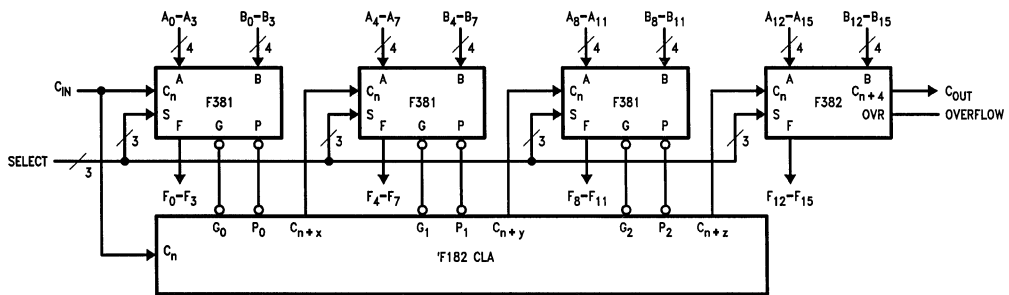 A0–A3 B0–B3 A4–A7 B4–B7 A8–A11 B8–B11 A12–A15 B12–B15
4 4 4 4 4 4 4 4
A B A B A B A B
CIN Cn F381 Cn F381 Cn F381 Cn F382 Cn+4 COUT
S S S S OVR OVERFLOW
F G P F G P F G P F
3 3 3 3
SELECT 3
F0–F3 F4–F7 F8–F11 F12–F15
G0 P0 Cn+x G1 P1 Cn+y G2 P2 Cn+z
Cn 'F182 CLA